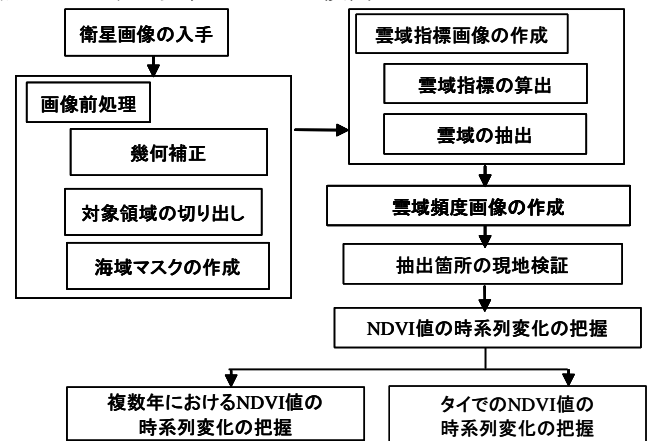 衛星画像の入手
画像前処理
幾何補正
対象領域の切り出し
海域マスクの作成
雲域指標画像の作成
雲域指標の算出
雲域の抽出
雲域頻度画像の作成
抽出箇所の現地検証
NDVI値の時系列変化の把握
複数年におけるNDVI値の
時系列変化の把握
タイでのNDVI値の
時系列変化の把握